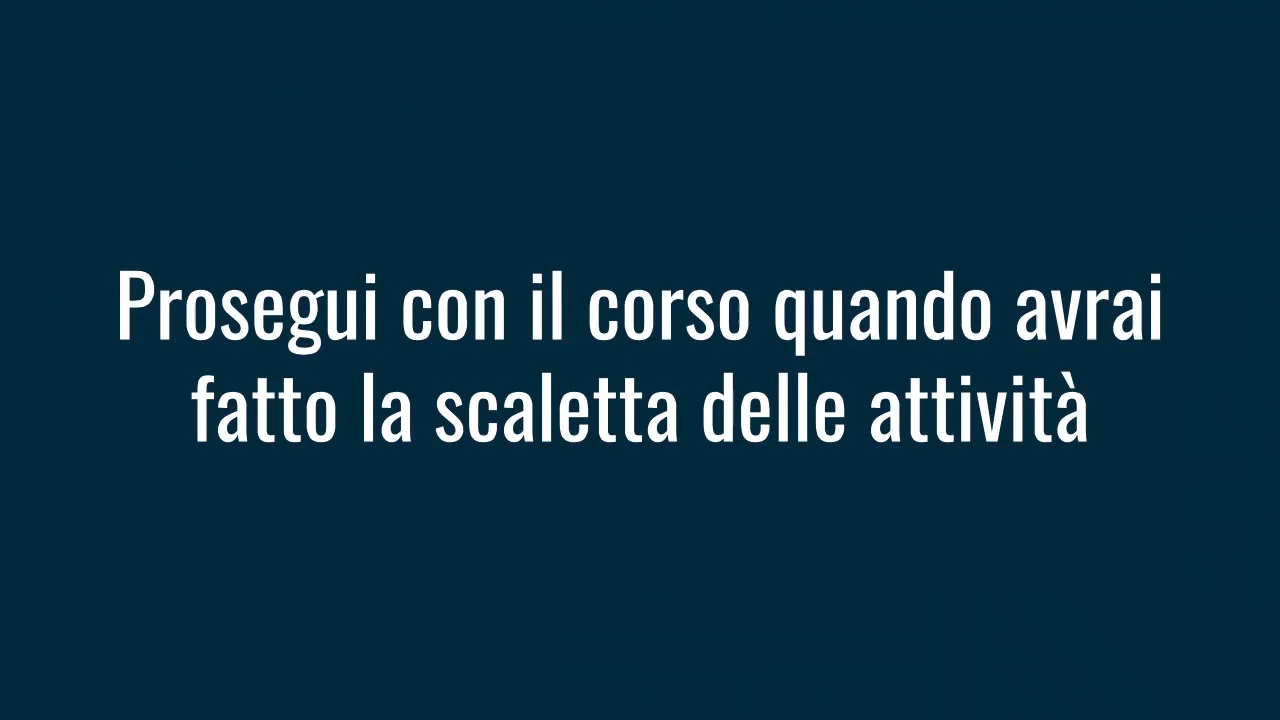 Prosegui con il corso quando avrai
fatto la scaletta delle attività